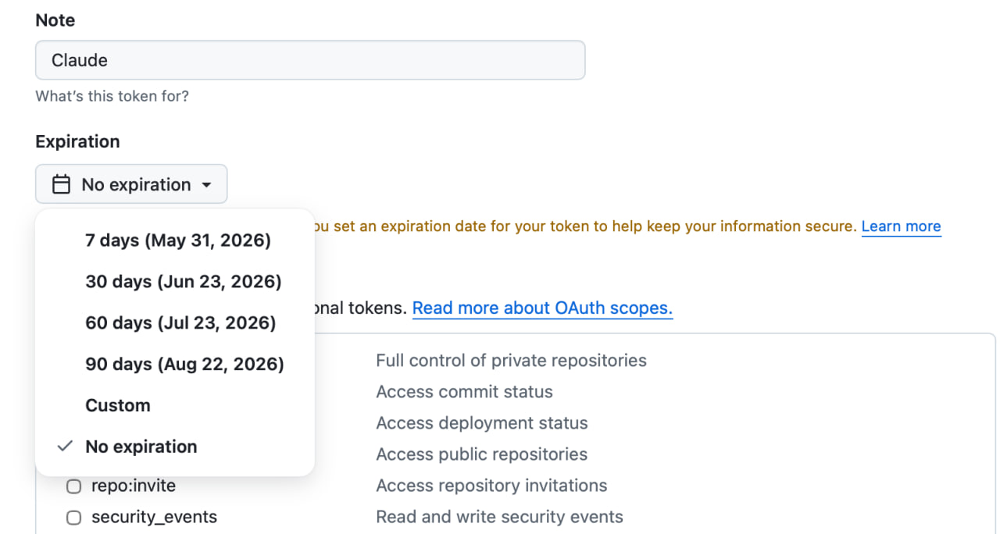 Note
Claude
What's this token for?
Expiration
No expiration
set an expiration date for your token to help keep your information secure. Learn more
7 days (May 31, 2026)
30 days (Jun 23, 2026)
60 days (Jul 23, 2026)
90 days (Aug 22, 2026)
Custom
No expiration
tokens. Read more about OAuth scopes.
Full control of private repositories
Access commit status
Access deployment status
Access public repositories
repo:invite Access repository invitations
security_events Read and write security events